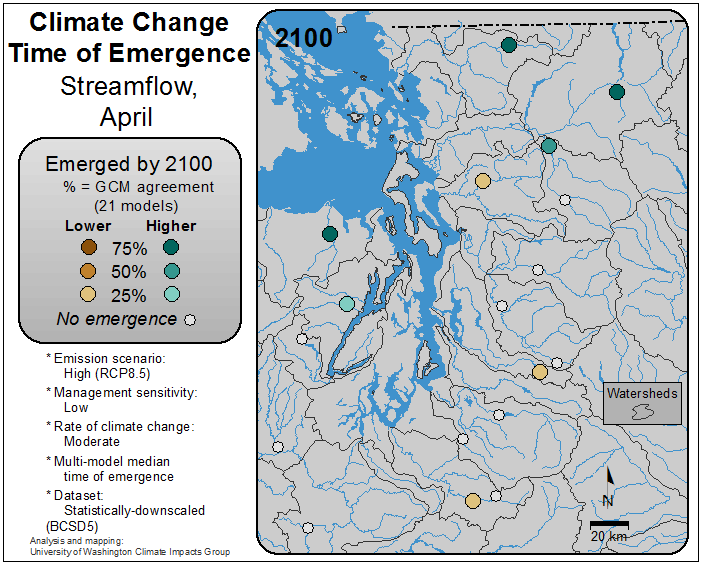 Climate Change
Time of Emergence
Streamflow,
April
Emerged by 2100
% = GCM agreement
(21 models)
Lower Higher
75%
50%
25%
No emergence
* Emission scenario:
High (RCP8.5)
* Management sensitivity:
Low
* Rate of climate change:
Moderate
* Multi-model median
time of emergence
* Dataset:
Statistically-downscaled
(BCSD5)
Analysis and mapping:
University of Washington Climate Impacts Group
2100
Watersheds
N
20 km